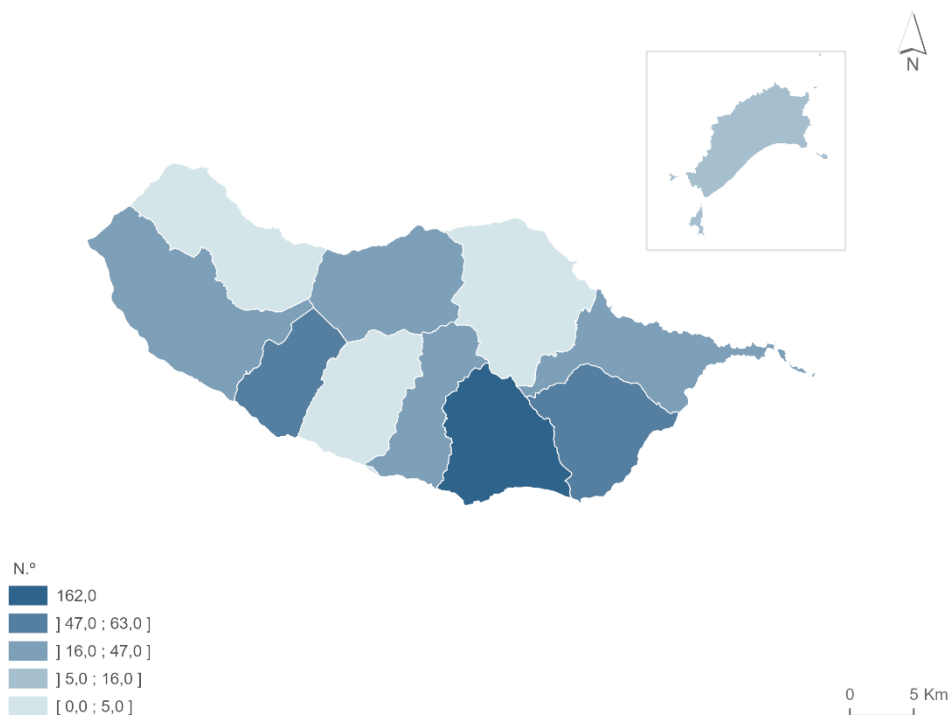 N
N.º
162,0
] 47,0 ; 63,0 ]
] 16,0 ; 47,0 ]
] 5,0 ; 16,0 ]
[ 0,0 ; 5,0 ]
0 5 Km